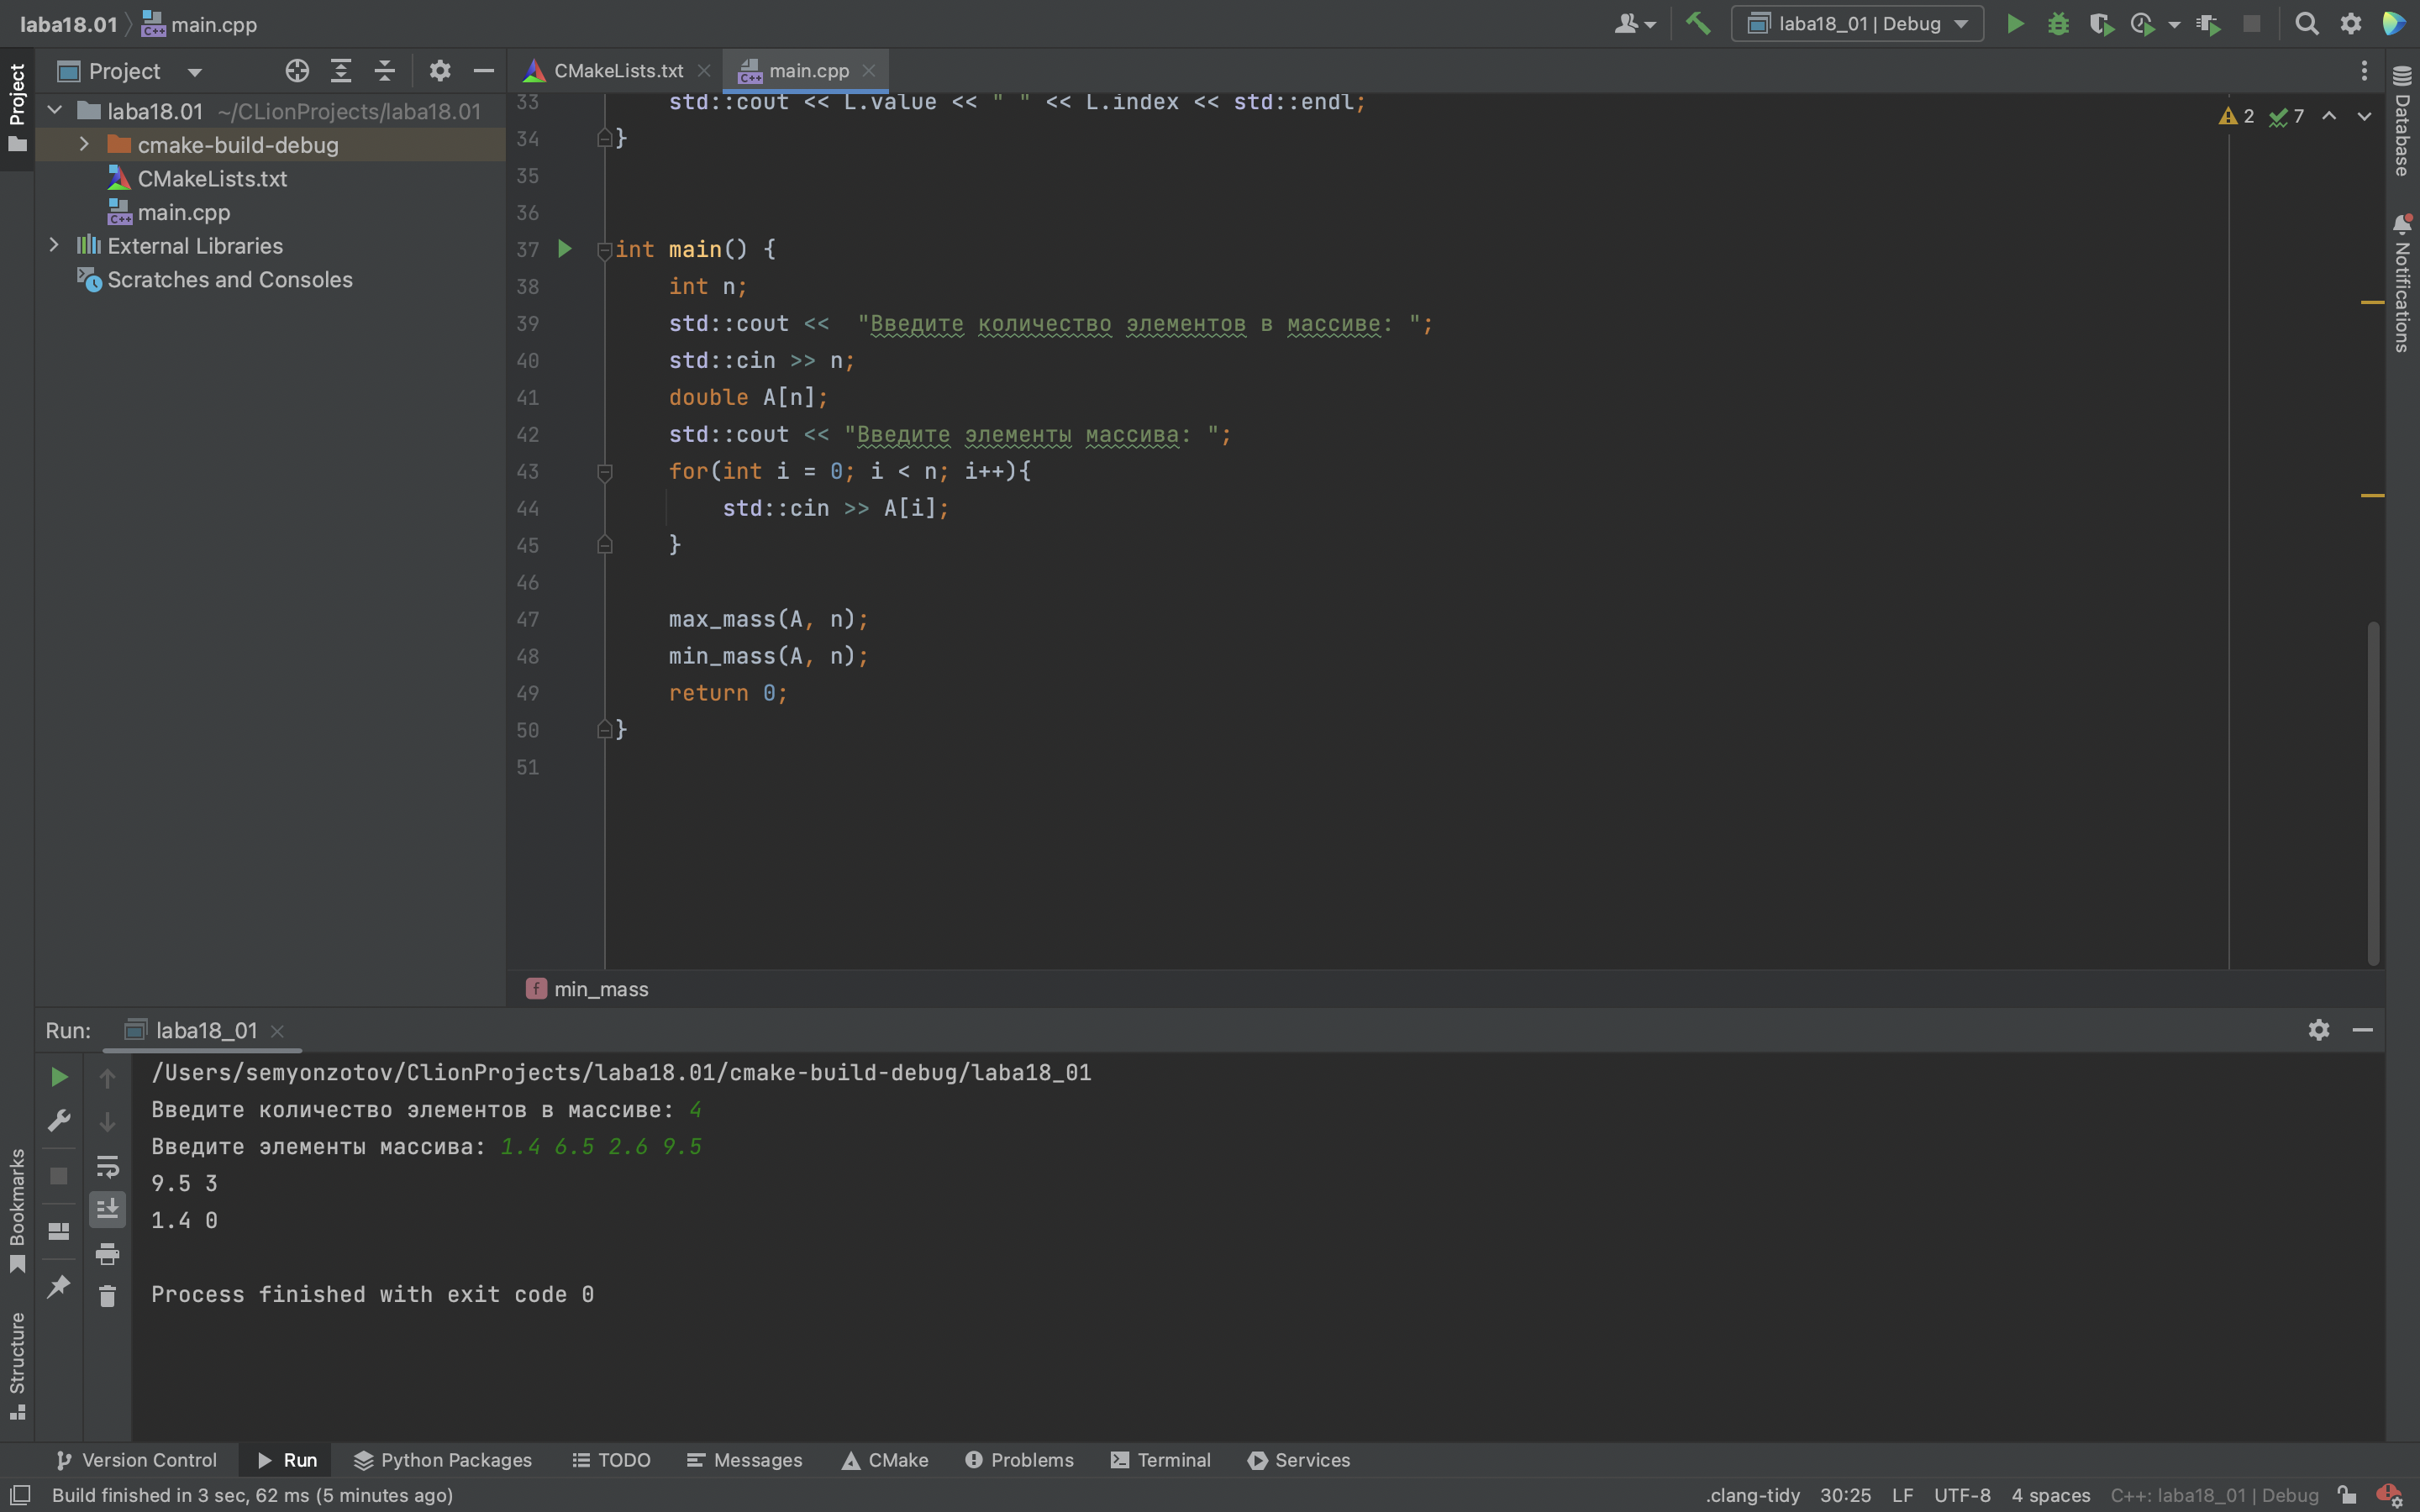 laba18.01 main.cpp
laba18_01 | Debug
Project
Project
CMakeLists.txt
main.cpp
laba18.01 ~/CLionProjects/laba18.01
cmake-build-debug
CMakeLists.txt
main.cpp
External Libraries
Scratches and Consoles
2 7
Database
Notifications
33 std::cout << L.value << " " << L.index << std::endl;
34 }
35
36
37 int main() {
38 int n;
39 std::cout <<  "Введите количество элементов в массиве: ";
40 std::cin >> n;
41 double A[n];
42 std::cout << "Введите элементы массива: ";
43 for(int i = 0; i < n; i++){
44 std::cin >> A[i];
45 }
46
47 max_mass(A, n);
48 min_mass(A, n);
49 return 0;
50 }
51
f min_mass
Run: laba18_01
/Users/semyonzotov/ClionProjects/laba18.01/cmake-build-debug/laba18_01
Введите количество элементов в массиве: 4
Введите элементы массива: 1.4 6.5 2.6 9.5
9.5 3
1.4 0
Process finished with exit code 0
Bookmarks
Structure
Version Control Run Python Packages TODO Messages CMake Problems Terminal Services
Build finished in 3 sec, 62 ms (5 minutes ago)
.clang-tidy 30:25 LF UTF-8 4 spaces C++: laba18_01 | Debug